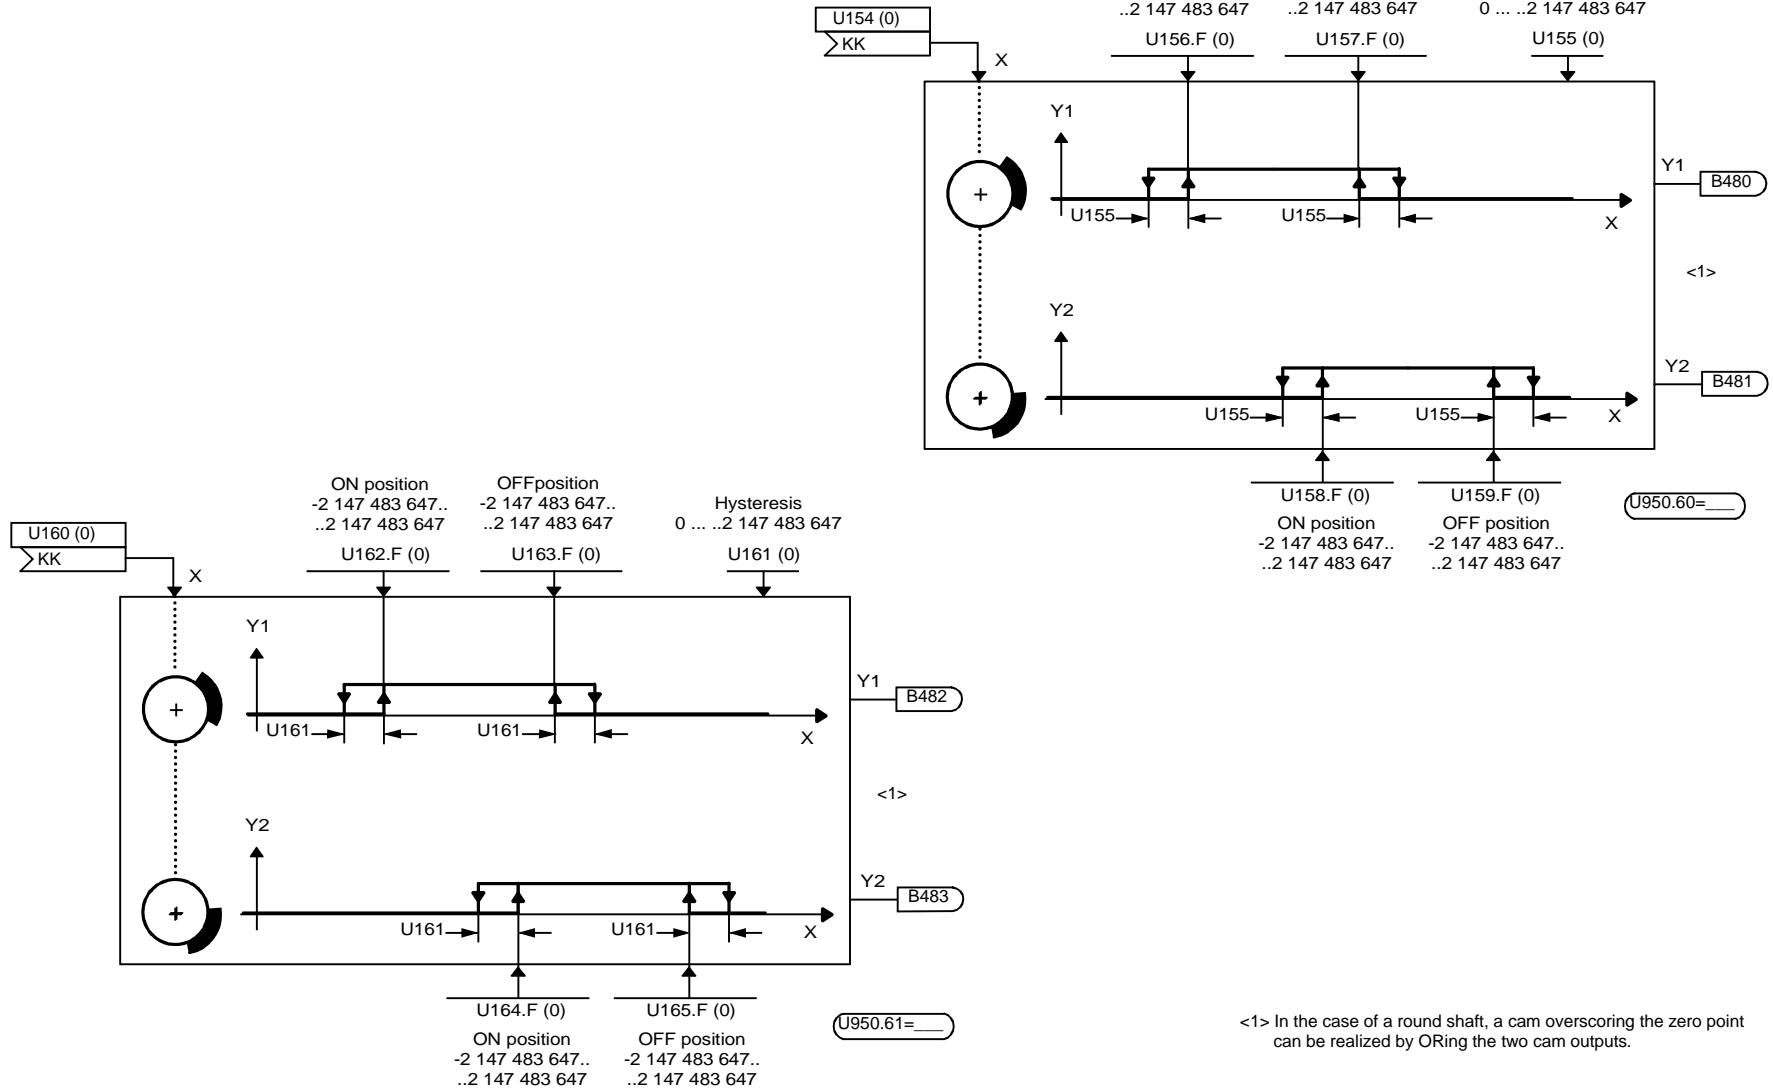 U154 (0)
KK
X
..2 147 483 647
..2 147 483 647
0 ... ..2 147 483 647
U156.F (0)
U157.F (0)
U155 (0)
Y1
U155
U155
X
Y1
B480
<1>
Y2
U155
U155
X
Y2
B481
U158.F (0)
ON position
-2 147 483 647..
..2 147 483 647
U159.F (0)
OFF position
-2 147 483 647..
..2 147 483 647
U950.60=___
U160 (0)
KK
X
ON position
-2 147 483 647..
..2 147 483 647
U162.F (0)
OFFposition
-2 147 483 647..
..2 147 483 647
U163.F (0)
Hysteresis
0 ... ..2 147 483 647
U161 (0)
Y1
U161
U161
X
Y1
B482
<1>
Y2
U161
U161
X
Y2
B483
U164.F (0)
ON position
-2 147 483 647..
..2 147 483 647
U165.F (0)
OFF position
-2 147 483 647..
..2 147 483 647
U950.61=___
<1> In the case of a round shaft, a cam overscoring the zero point
can be realized by ORing the two cam outputs.